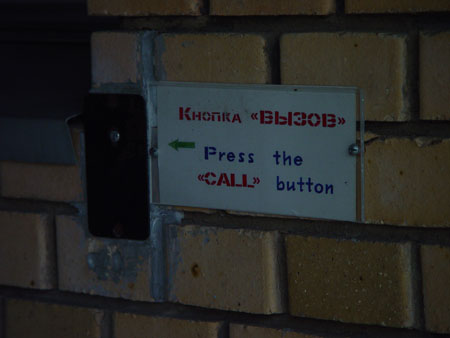 Кнопка «ВЫЗОВ»
Press the
«CALL» button